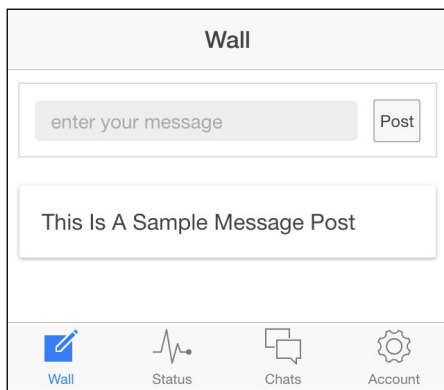 Wall
enter your message
Post
This Is A Sample Message Post
Wall
Status
Chats
Account